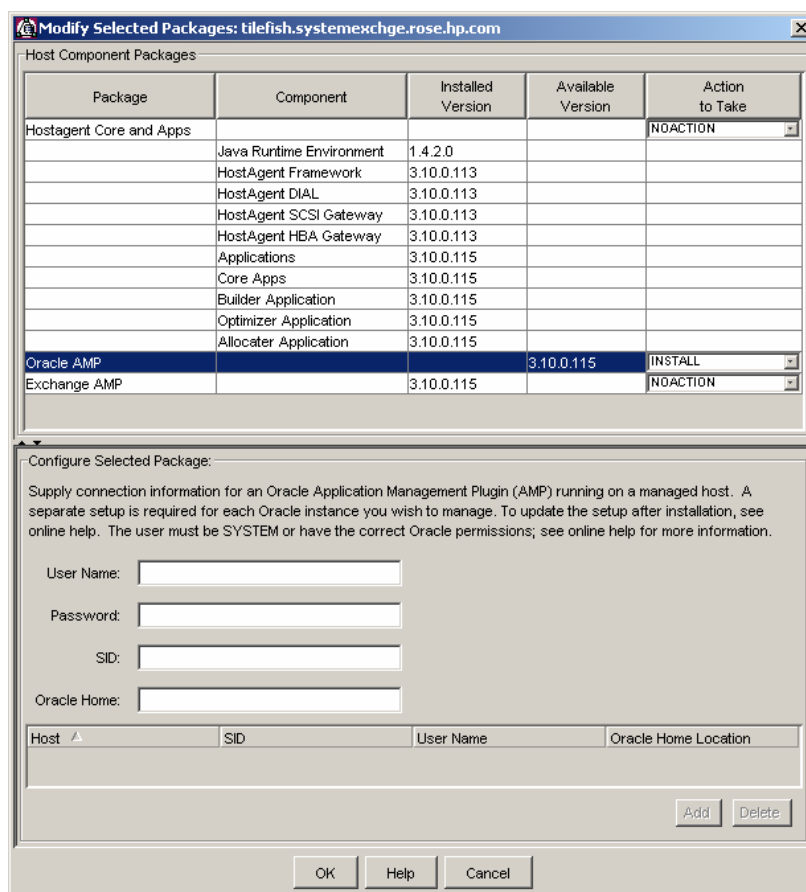 Modify Selected Packages: tilefish.systemexchge.rose.hp.com
Host Component Packages
Package Component Installed Version Available Version Action to Take
Hostagent Core and Apps NOACTION
Java Runtime Environment 1.4.2.0
HostAgent Framework 3.10.0.113
HostAgent DIAL 3.10.0.113
HostAgent SCSI Gateway 3.10.0.113
HostAgent HBA Gateway 3.10.0.113
Applications 3.10.0.115
Core Apps 3.10.0.115
Builder Application 3.10.0.115
Optimizer Application 3.10.0.115
Allocater Application 3.10.0.115
Oracle AMP 3.10.0.115 INSTALL
Exchange AMP 3.10.0.115 NOACTION
Configure Selected Package:
Supply connection information for an Oracle Application Management Plugin (AMP) running on a managed host. A
separate setup is required for each Oracle instance you wish to manage. To update the setup after installation, see
online help. The user must be SYSTEM or have the correct Oracle permissions; see online help for more information.
User Name:
Password:
SID:
Oracle Home:
Host SID User Name Oracle Home Location
Add Delete
OK Help Cancel